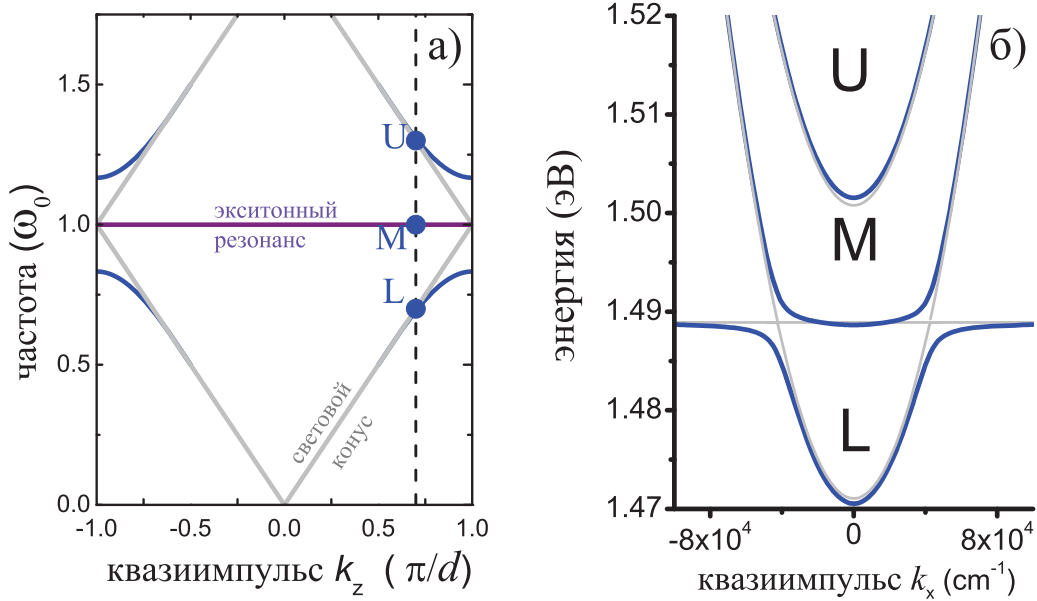 а)
1.5
1.0
0.5
0.0
-1.0
-0.5
0.0
0.5
1.0
частота (ω₀)
квазиимпульс k_z ( π/d)
U
экситонный
резонанс
M
L
световой
конус
б)
1.52
1.51
1.50
1.49
1.48
1.47
-8x10⁴
0
8x10⁴
энергия (эВ)
квазиимпульс kₓ (cm⁻¹)
U
M
L